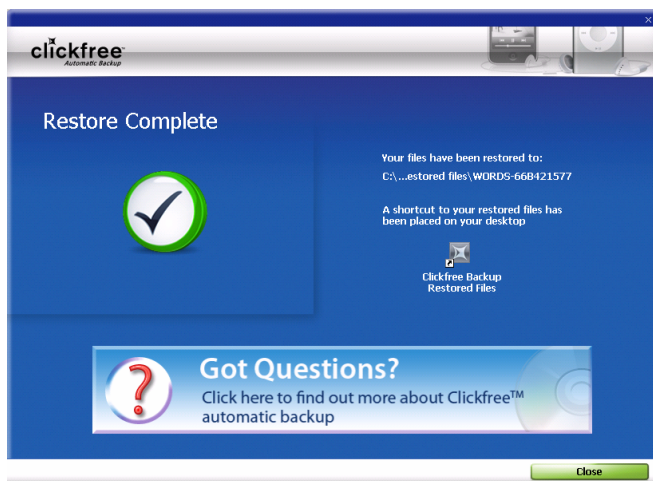 clickfree™
Automatic Backup
Restore Complete
Your files have been restored to:
C:\...estored files\WORDS-66B421577
A shortcut to your restored files has
been placed on your desktop
Clickfree Backup
Restored Files
Got Questions?
Click here to find out more about Clickfree™
automatic backup
Close